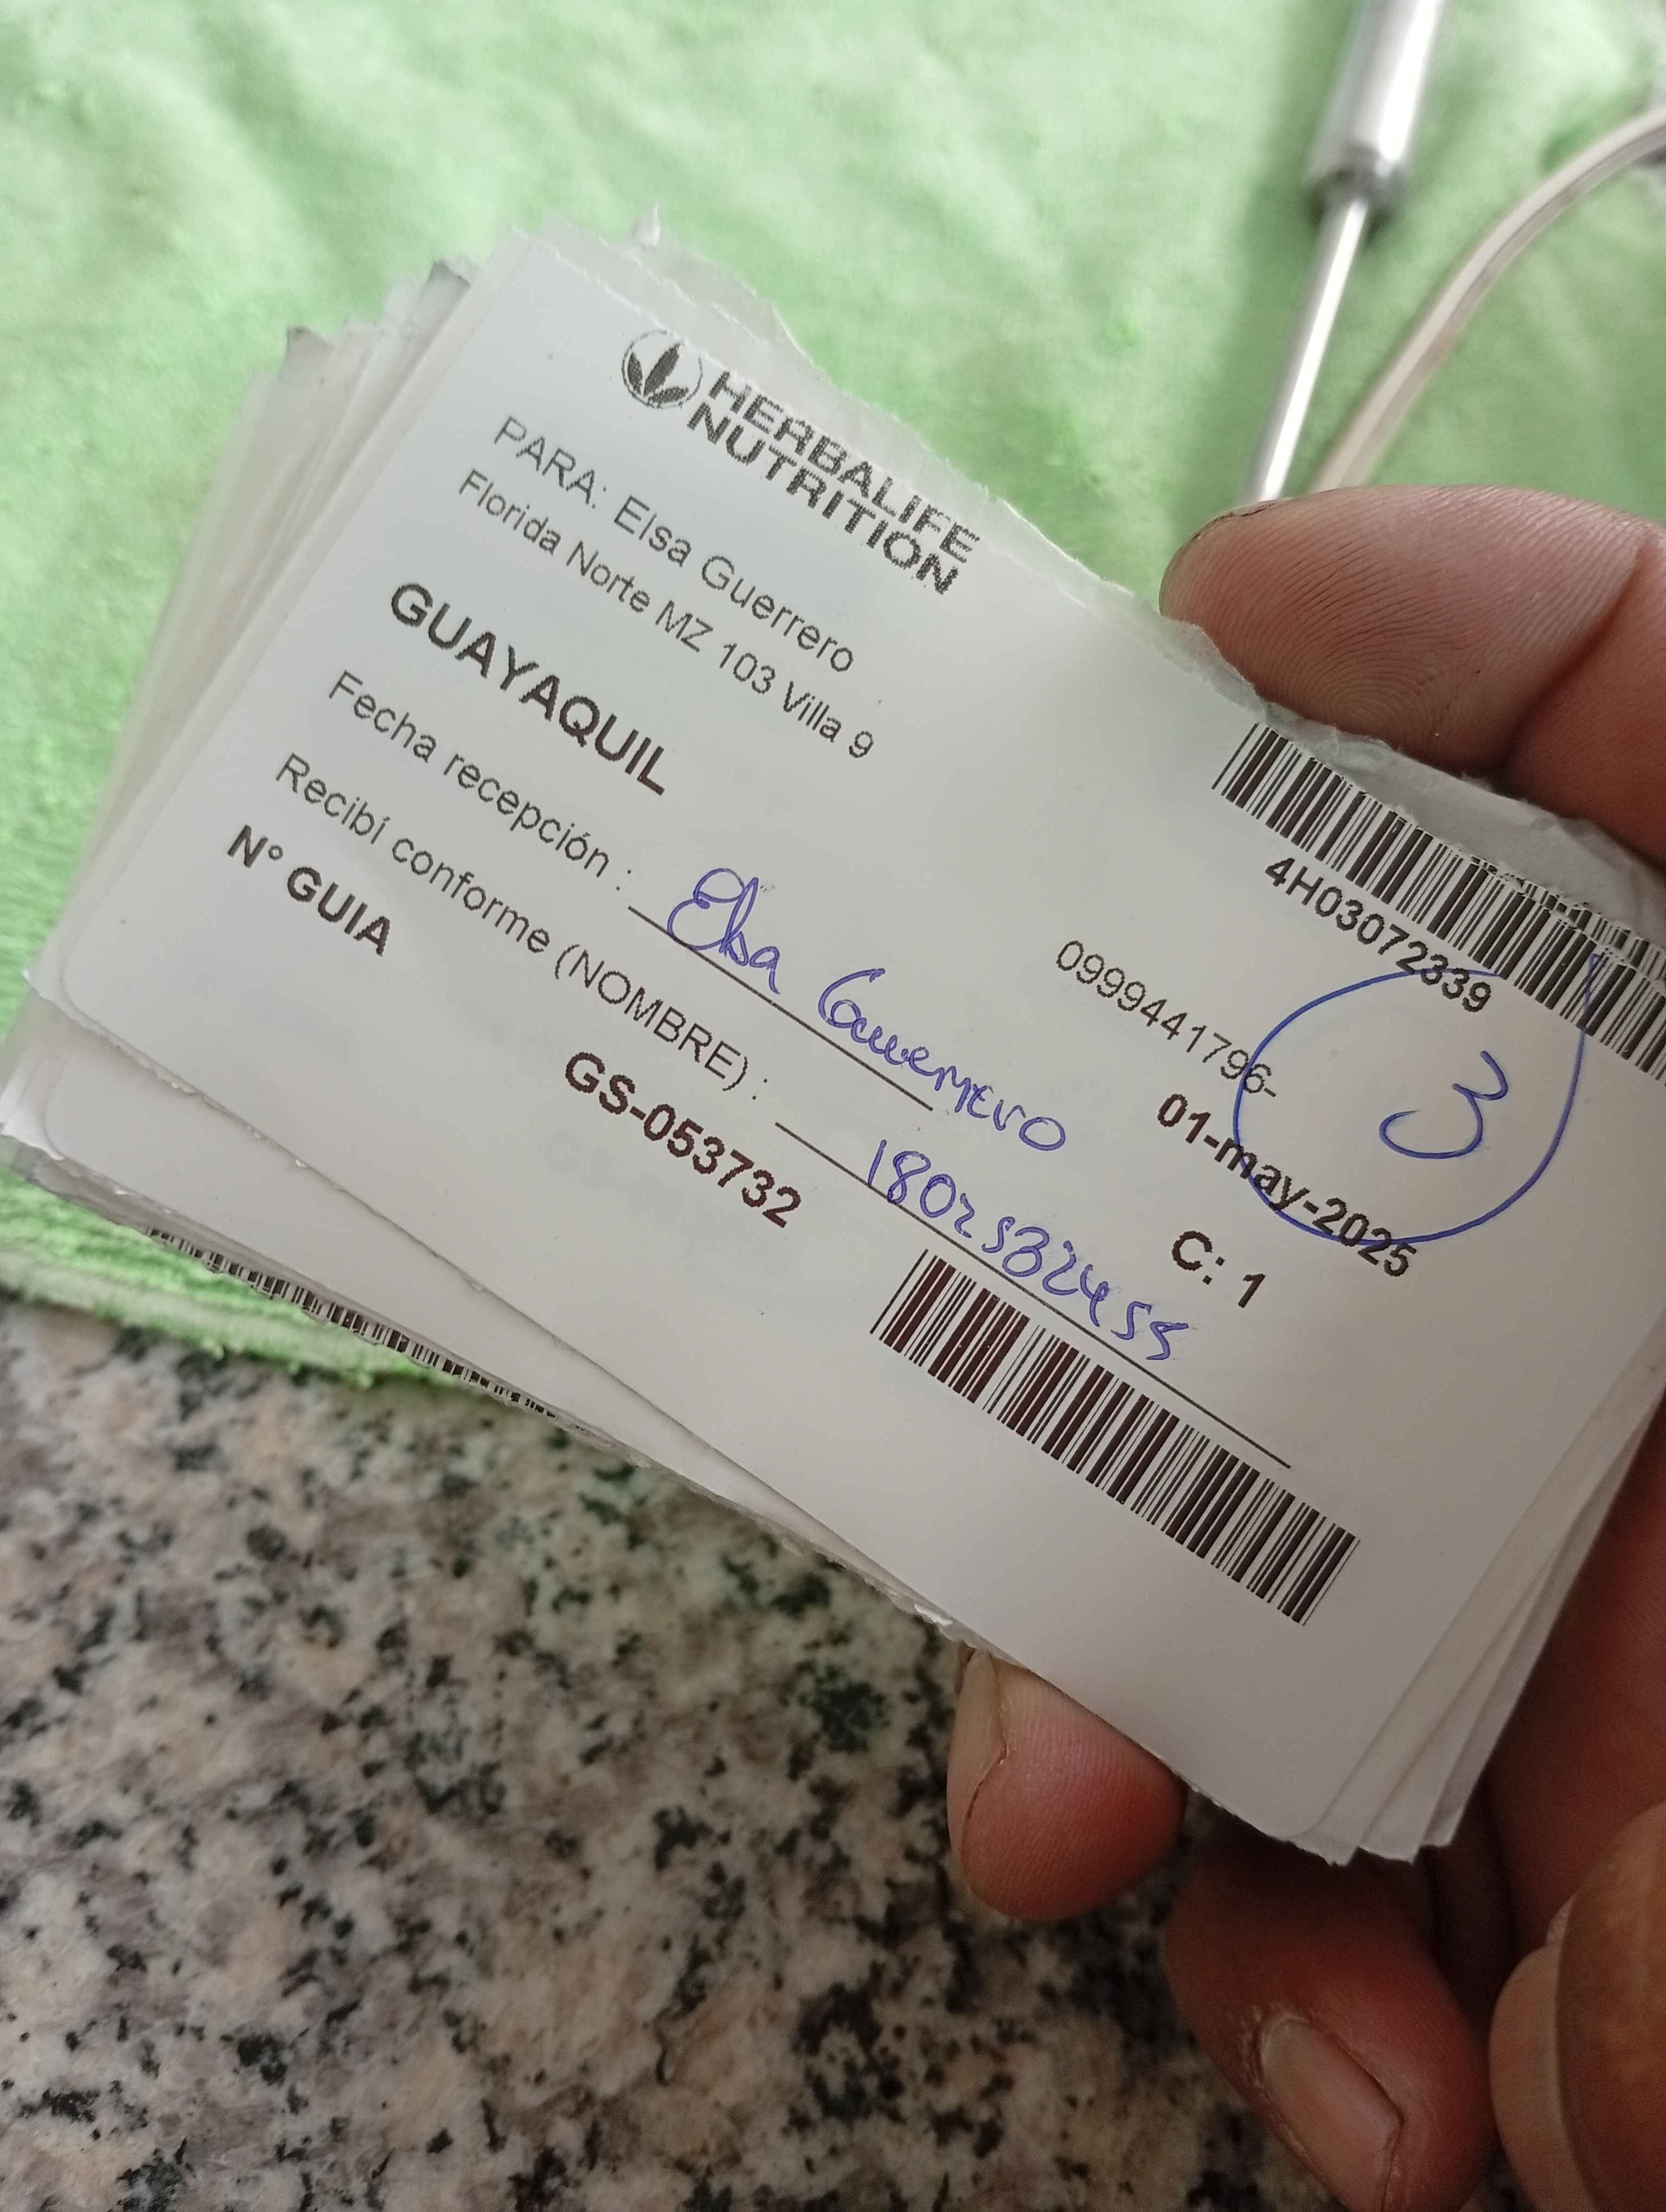 HERBALIFE
NUTRITION
4H03072339
PARA: Elsa Guerrero
0999441796-
Florida Norte MZ 103 Villa 9
3
GUAYAQUIL
01-may-2025
Fecha recepción : Elsa Guerrero
C: 1
Recibí conforme (NOMBRE) : 1802532455
N° GUIA GS-053732